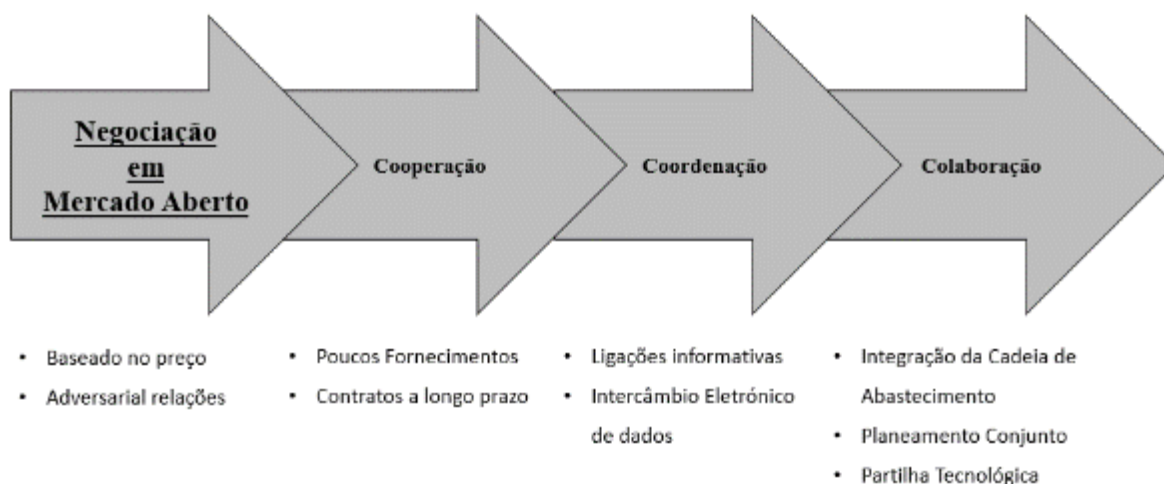 Negociação
em
Mercado Aberto
Cooperação
Coordenação
Colaboração
• Baseado no preço
• Adversarial relações
• Poucos Fornecimentos
• Contratos a longo prazo
• Ligações informativas
• Intercâmbio Eletrónico
de dados
• Integração da Cadeia de
Abastecimento
• Planeamento Conjunto
• Partilha Tecnológica